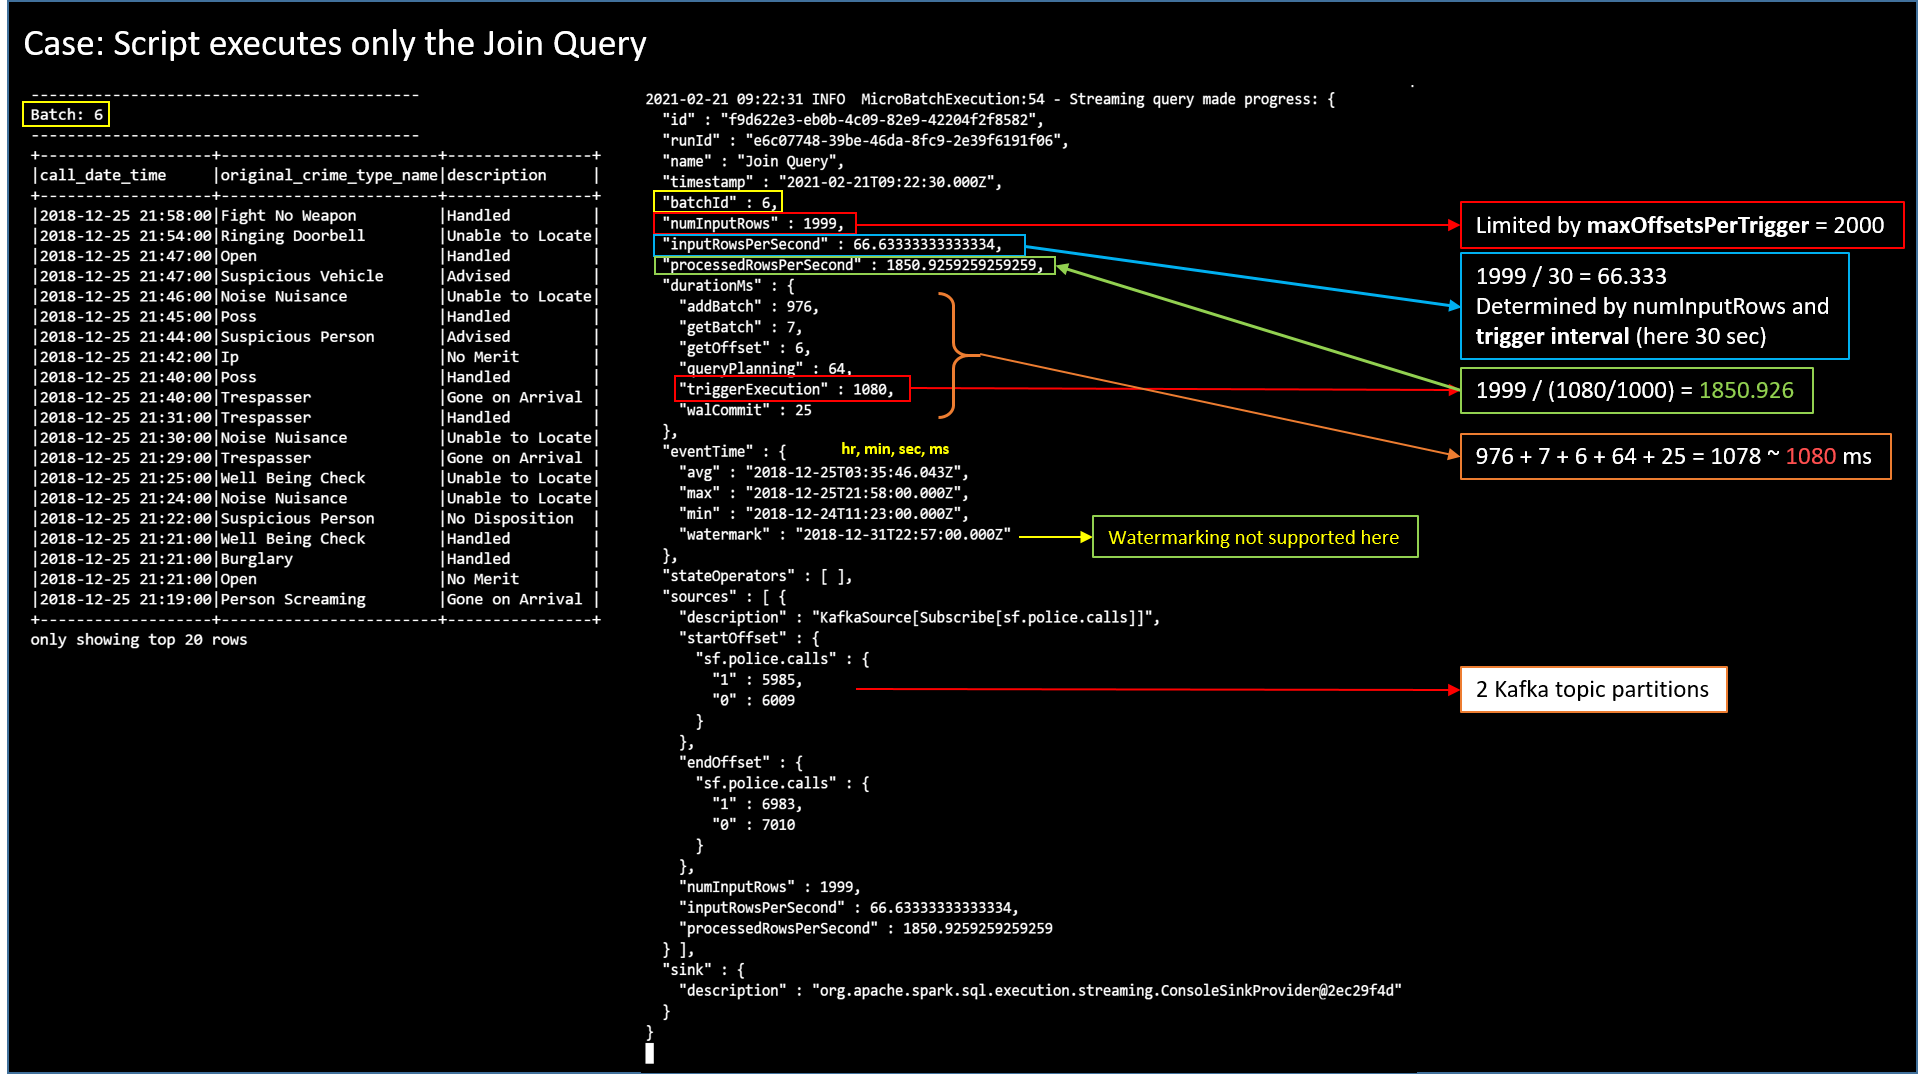 Case: Script executes only the Join Query
-------------------------------------------
Batch: 6
-------------------------------------------
+-------------------+------------------------+----------------+
|call_date_time     |original_crime_type_name|description     |
+-------------------+------------------------+----------------+
|2018-12-25 21:58:00|Fight No Weapon         |Handled         |
|2018-12-25 21:54:00|Ringing Doorbell        |Unable to Locate|
|2018-12-25 21:47:00|Open                    |Handled         |
|2018-12-25 21:47:00|Suspicious Vehicle      |Advised         |
|2018-12-25 21:46:00|Noise Nuisance          |Unable to Locate|
|2018-12-25 21:45:00|Poss                    |Handled         |
|2018-12-25 21:44:00|Suspicious Person       |Advised         |
|2018-12-25 21:42:00|Ip                      |No Merit        |
|2018-12-25 21:40:00|Poss                    |Handled         |
|2018-12-25 21:40:00|Trespasser              |Gone on Arrival |
|2018-12-25 21:31:00|Trespasser              |Handled         |
|2018-12-25 21:30:00|Noise Nuisance          |Unable to Locate|
|2018-12-25 21:29:00|Trespasser              |Gone on Arrival |
|2018-12-25 21:25:00|Well Being Check        |Unable to Locate|
|2018-12-25 21:24:00|Noise Nuisance          |Unable to Locate|
|2018-12-25 21:22:00|Suspicious Person       |No Disposition  |
|2018-12-25 21:21:00|Well Being Check        |Handled         |
|2018-12-25 21:21:00|Burglary                |Handled         |
|2018-12-25 21:21:00|Open                    |No Merit        |
|2018-12-25 21:19:00|Person Screaming        |Gone on Arrival |
+-------------------+------------------------+----------------+
only showing top 20 rows
2021-02-21 09:22:31 INFO  MicroBatchExecution:54 - Streaming query made progress: {
  "id" : "f9d622e3-eb0b-4c09-82e9-42204f2f8582",
  "runId" : "e6c07748-39be-46da-8fc9-2e39f6191f06",
  "name" : "Join Query",
  "timestamp" : "2021-02-21T09:22:30.000Z",
  "batchId" : 6,
  "numInputRows" : 1999,
  "inputRowsPerSecond" : 66.63333333333334,
  "processedRowsPerSecond" : 1850.9259259259259,
  "durationMs" : {
    "addBatch" : 976,
    "getBatch" : 7,
    "getOffset" : 6,
    "queryPlanning" : 64,
    "triggerExecution" : 1080,
    "walCommit" : 25
  },
  "eventTime" : {
hr, min, sec, ms
    "avg" : "2018-12-25T03:35:46.043Z",
    "max" : "2018-12-25T21:58:00.000Z",
    "min" : "2018-12-24T11:23:00.000Z",
    "watermark" : "2018-12-31T22:57:00.000Z"
  },
  "stateOperators" : [ ],
  "sources" : [ {
    "description" : "KafkaSource[Subscribe[sf.police.calls]]",
    "startOffset" : {
      "sf.police.calls" : {
        "1" : 5985,
        "0" : 6009
      }
    },
    "endOffset" : {
      "sf.police.calls" : {
        "1" : 6983,
        "0" : 7010
      }
    },
    "numInputRows" : 1999,
    "inputRowsPerSecond" : 66.63333333333334,
    "processedRowsPerSecond" : 1850.9259259259259
  } ],
  "sink" : {
    "description" : "org.apache.spark.sql.execution.streaming.ConsoleSinkProvider@2ec29f4d"
  }
}
Limited by maxOffsetsPerTrigger = 2000
1999 / 30 = 66.333
Determined by numInputRows and
trigger interval (here 30 sec)
1999 / (1080/1000) = 1850.926
976 + 7 + 6 + 64 + 25 = 1078 ~ 1080 ms
Watermarking not supported here
2 Kafka topic partitions